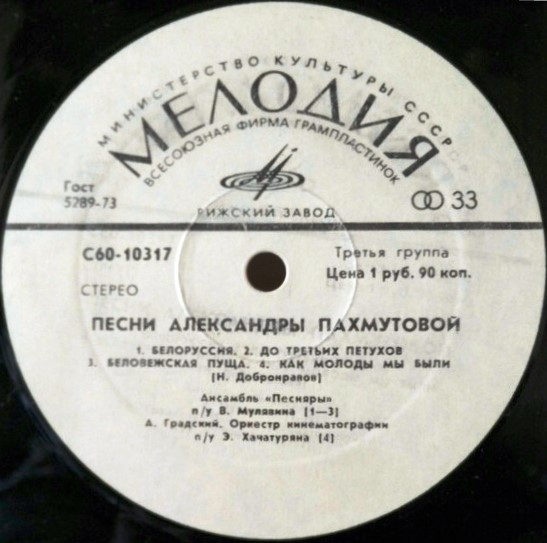 МИНИСТЕРСТВО КУЛЬТУРЫ СССР
МЕЛОДИЯ
ВСЕСОЮЗНАЯ ФИРМА ГРАМПЛАСТИНОК
Гост
5289-73
33
РИЖСКИЙ ЗАВОД
С60-10317
Третья группа
Цена 1 руб. 90 коп.
СТЕРЕО
ПЕСНИ АЛЕКСАНДРЫ ПАХМУТОВОЙ
1. БЕЛОРУССИЯ, 2. ДО ТРЕТЬИХ ПЕТУХОВ
3. БЕЛОВЕЖСКАЯ ПУЩА, 4. КАК МОЛОДЫ МЫ БЫЛИ
(Н. Добронравов)
Ансамбль «Песняры»
п/у В. Мулявина (1—3)
А. Градский, Оркестр кинематографии
п/у Э. Хачатуряна (4)